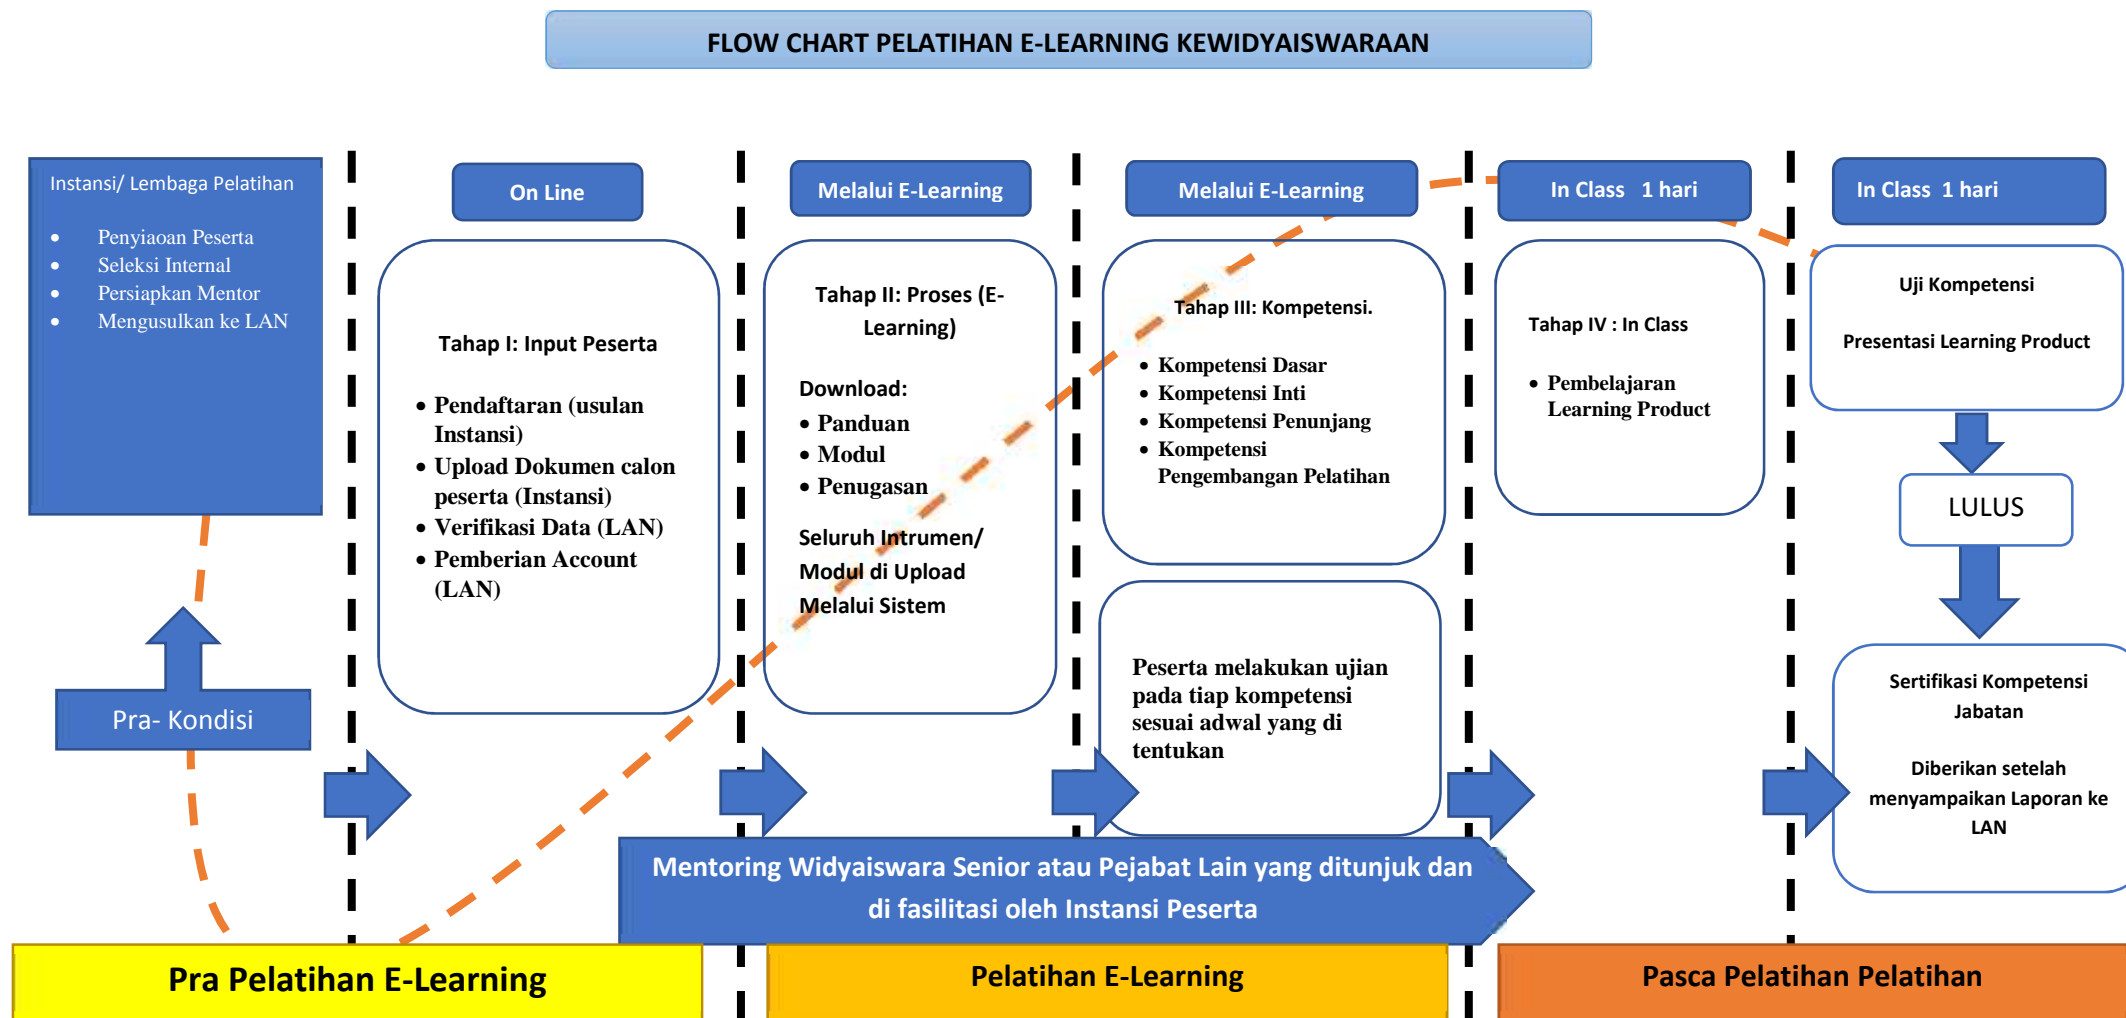 FLOW CHART PELATIHAN E-LEARNING KEWIDYAISWARAAN
Instansi/ Lembaga Pelatihan
• Penyiaoan Peserta
• Seleksi Internal
• Persiapkan Mentor
• Mengusulkan ke LAN
Pra- Kondisi
On Line
Tahap I: Input Peserta
• Pendaftaran (usulan
Instansi)
• Upload Dokumen calon
peserta (Instansi)
• Verifikasi Data (LAN)
• Pemberian Account
(LAN)
Melalui E-Learning
Tahap II: Proses (E-
Learning)
Download:
• Panduan
• Modul
• Penugasan
Seluruh Intrumen/
Modul di Upload
Melalui Sistem
Melalui E-Learning
Tahap III: Kompetensi.
• Kompetensi Dasar
• Kompetensi Inti
• Kompetensi Penunjang
• Kompetensi
Pengembangan Pelatihan
Peserta melakukan ujian
pada tiap kompetensi
sesuai adwal yang di
tentukan
In Class 1 hari
Tahap IV : In Class
• Pembelajaran
Learning Product
In Class 1 hari
Uji Kompetensi
Presentasi Learning Product
LULUS
Sertifikasi Kompetensi
Jabatan
Diberikan setelah
menyampaikan Laporan ke
LAN
Mentoring Widyaiswara Senior atau Pejabat Lain yang ditunjuk dan
di fasilitasi oleh Instansi Peserta
Pra Pelatihan E-Learning
Pelatihan E-Learning
Pasca Pelatihan Pelatihan